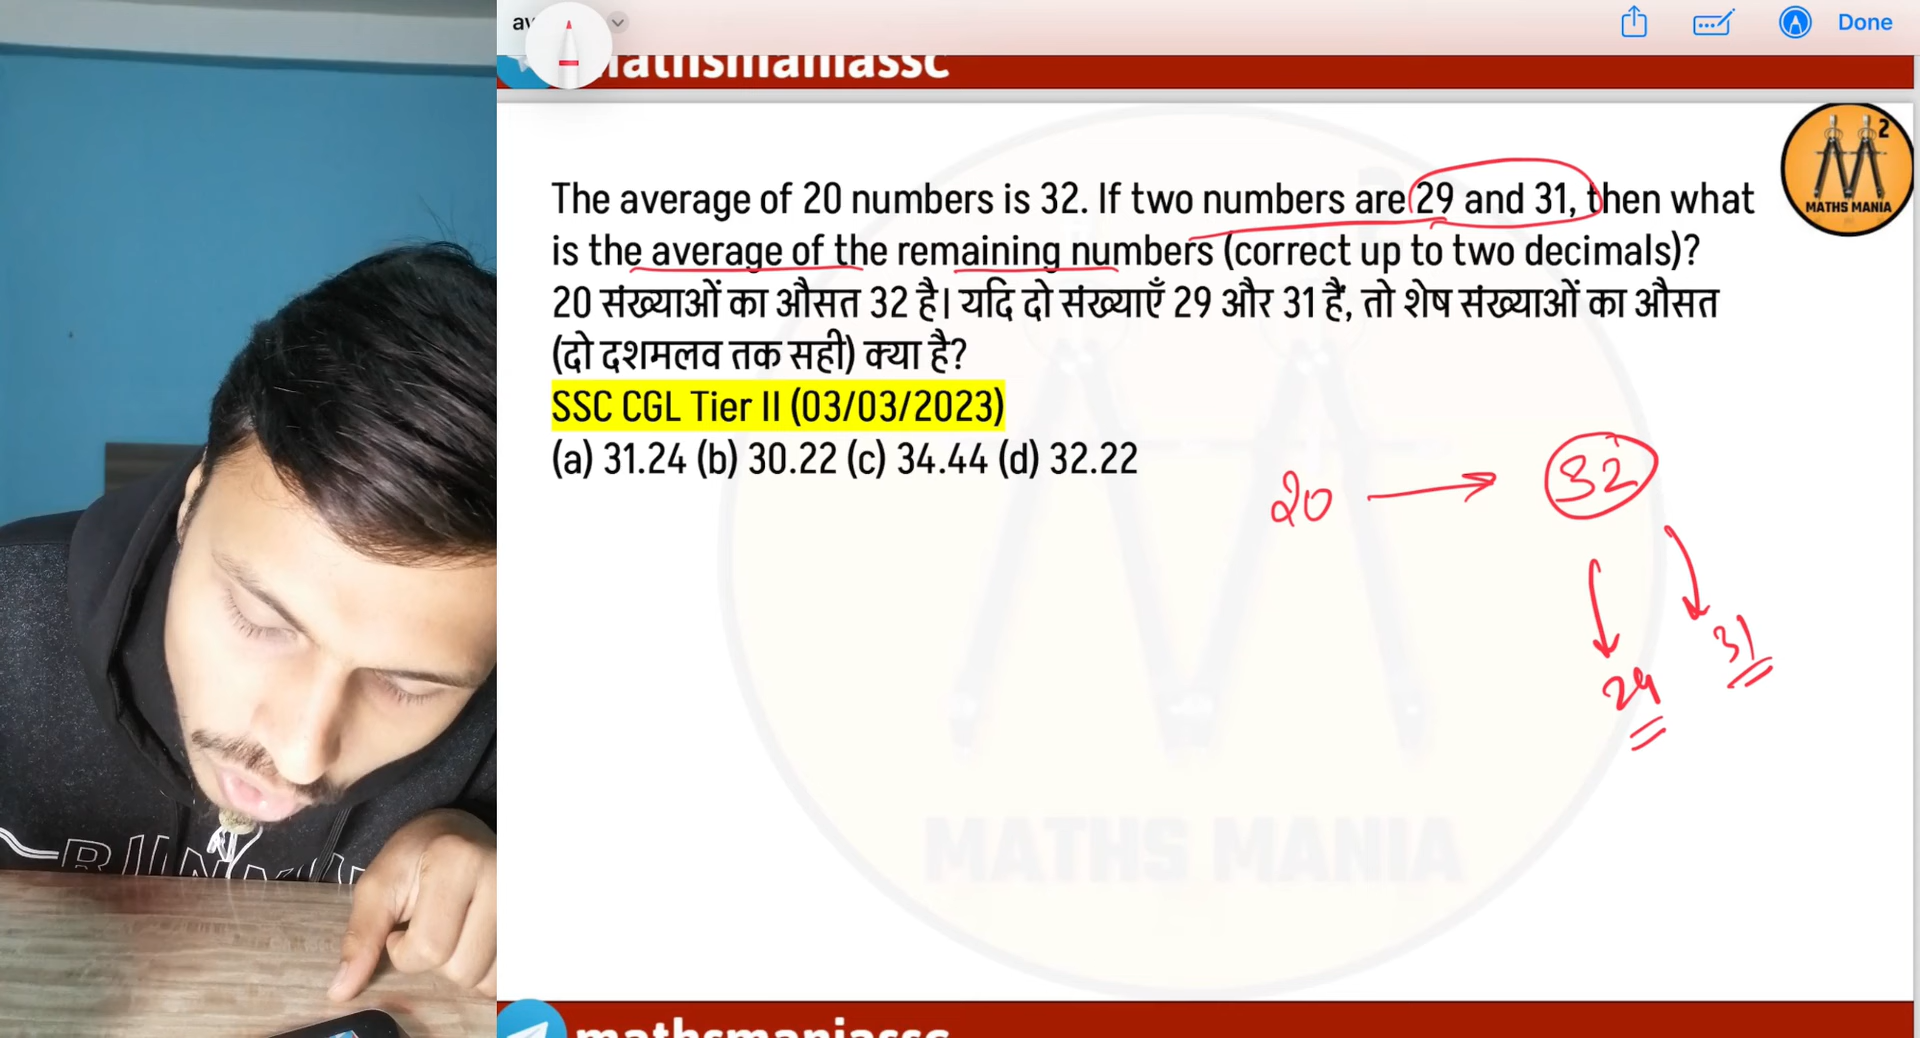 Done
mathsmaniassc
2
MATHS MANIA
The average of 20 numbers is 32. If two numbers are 29 and 31, then what
is the average of the remaining numbers (correct up to two decimals)?
20 संख्याओं का औसत 32 है। यदि दो संख्याएँ 29 और 31 हैं, तो शेष संख्याओं का औसत
(दो दशमलव तक सही) क्या है?
SSC CGL Tier II (03/03/2023)
(a) 31.24 (b) 30.22 (c) 34.44 (d) 32.22
20 → 32
31
29
MATHS MANIA
mathsmaniassc